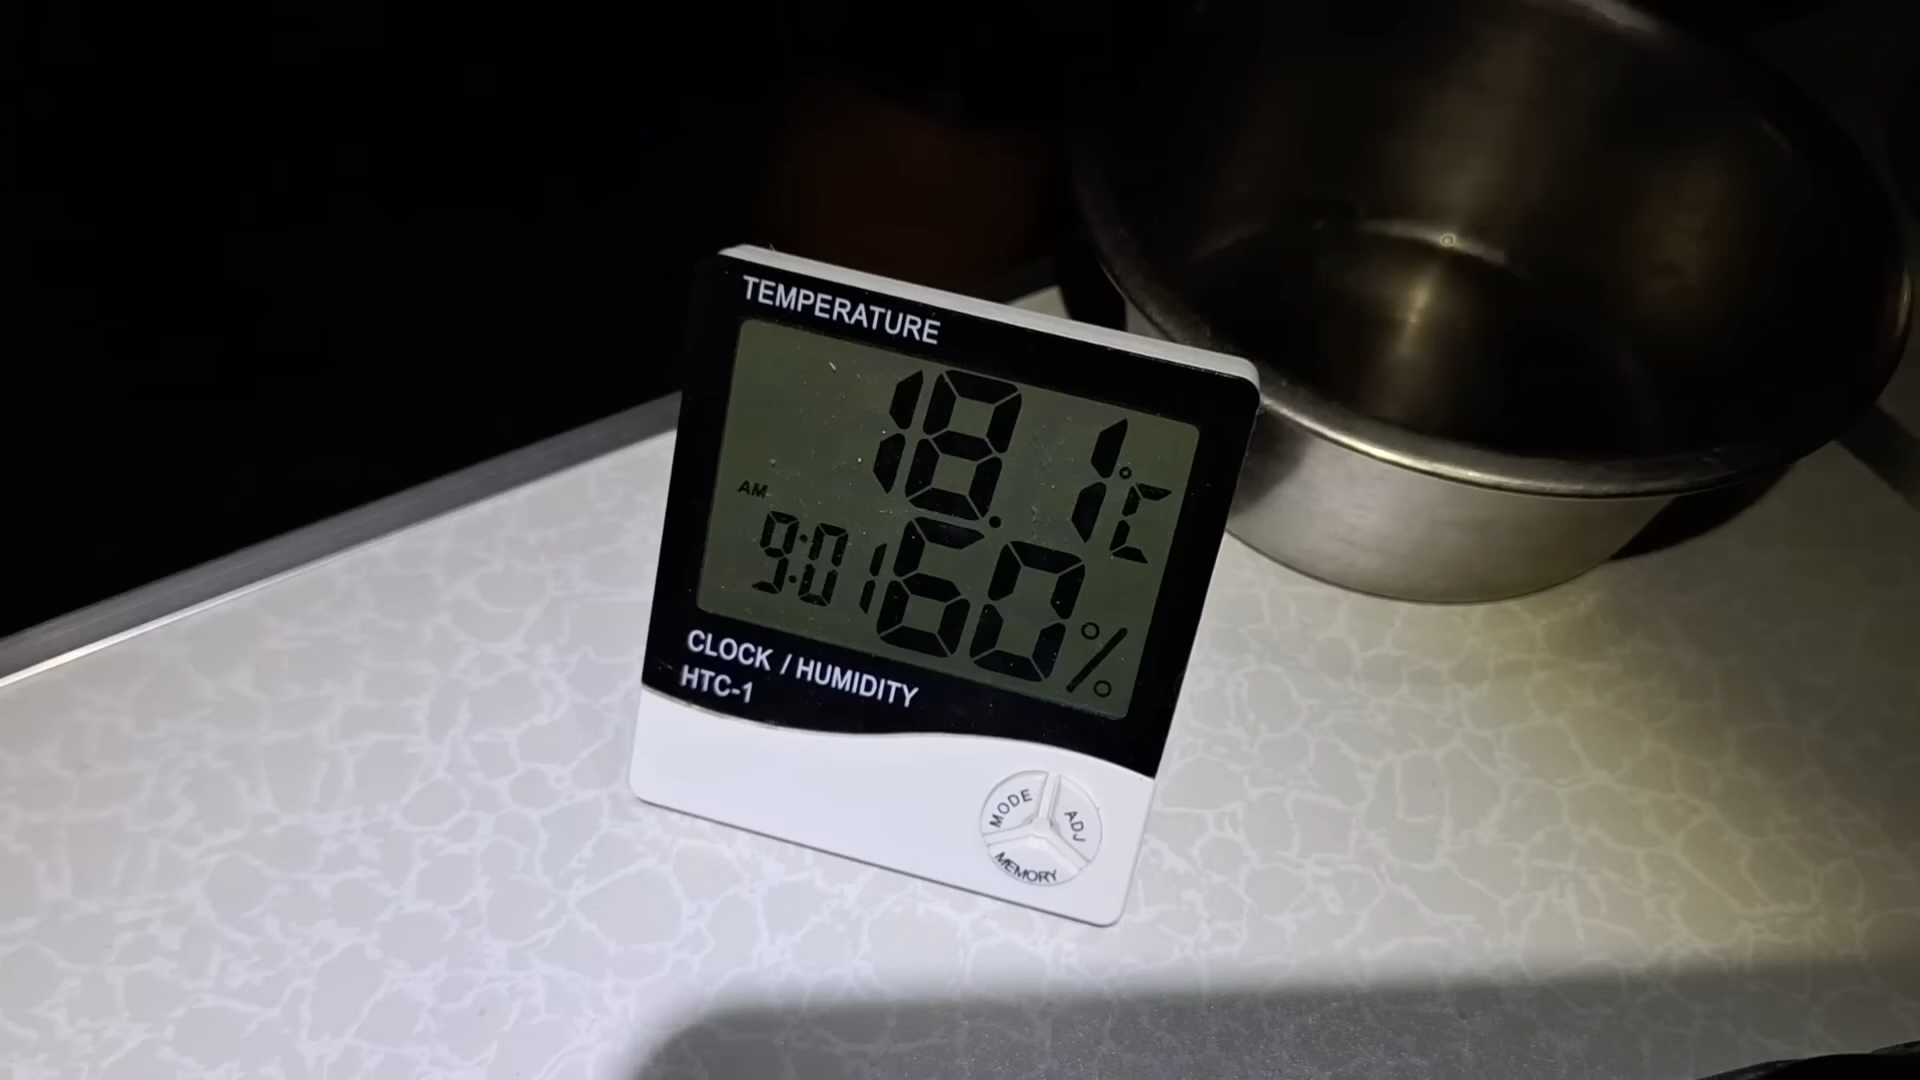 TEMPERATURE
18.1°C
AM
9:01 60%
CLOCK / HUMIDITY
HTC-1
MODE
ADJ
MEMORY